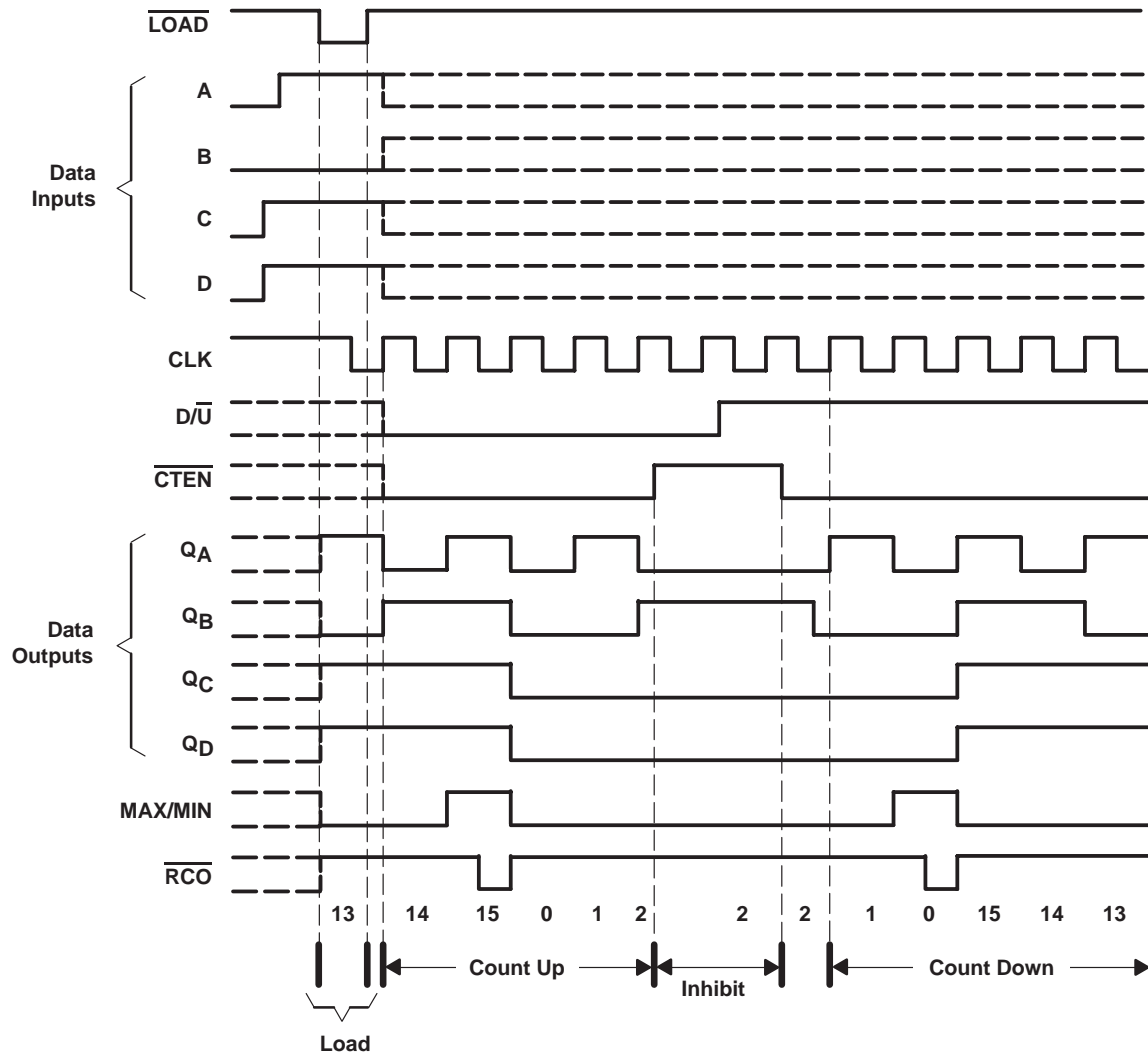 LOAD
A
B
C
D
Data
Inputs
CLK
D/U
CTEN
QA
QB
QC
QD
Data
Outputs
MAX/MIN
RCO
13 14 15 0 1 2 2 2 1 0 15 14 13
Count Up
Inhibit
Count Down
Load